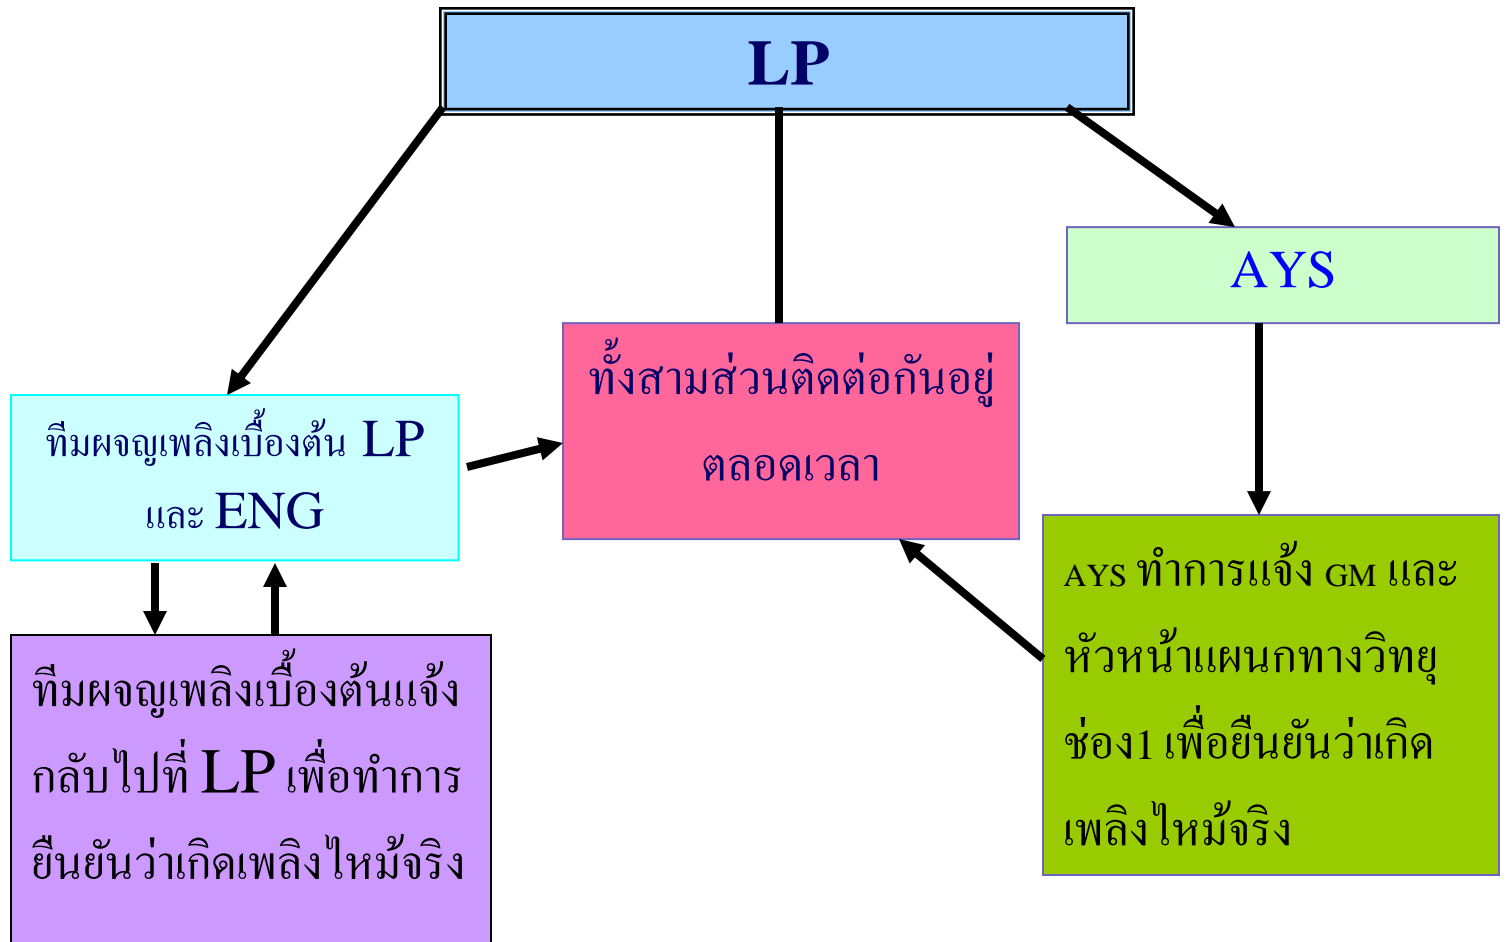 LP
AYS
ทั้งสามส่วนติดต่อกันอยู่
ตลอดเวลา
ทีมผจญเพลิงเบื้องต้น LP
และ ENG
AYS ทำการแจ้ง GM และ
หัวหน้าแผนกทางวิทยุ
ช่อง1 เพื่อยืนยันว่าเกิด
เพลิงไหม้จริง
ทีมผจญเพลิงเบื้องต้นแจ้ง
กลับไปที่ LP เพื่อทำการ
ยืนยันว่าเกิดเพลิงไหม้จริง